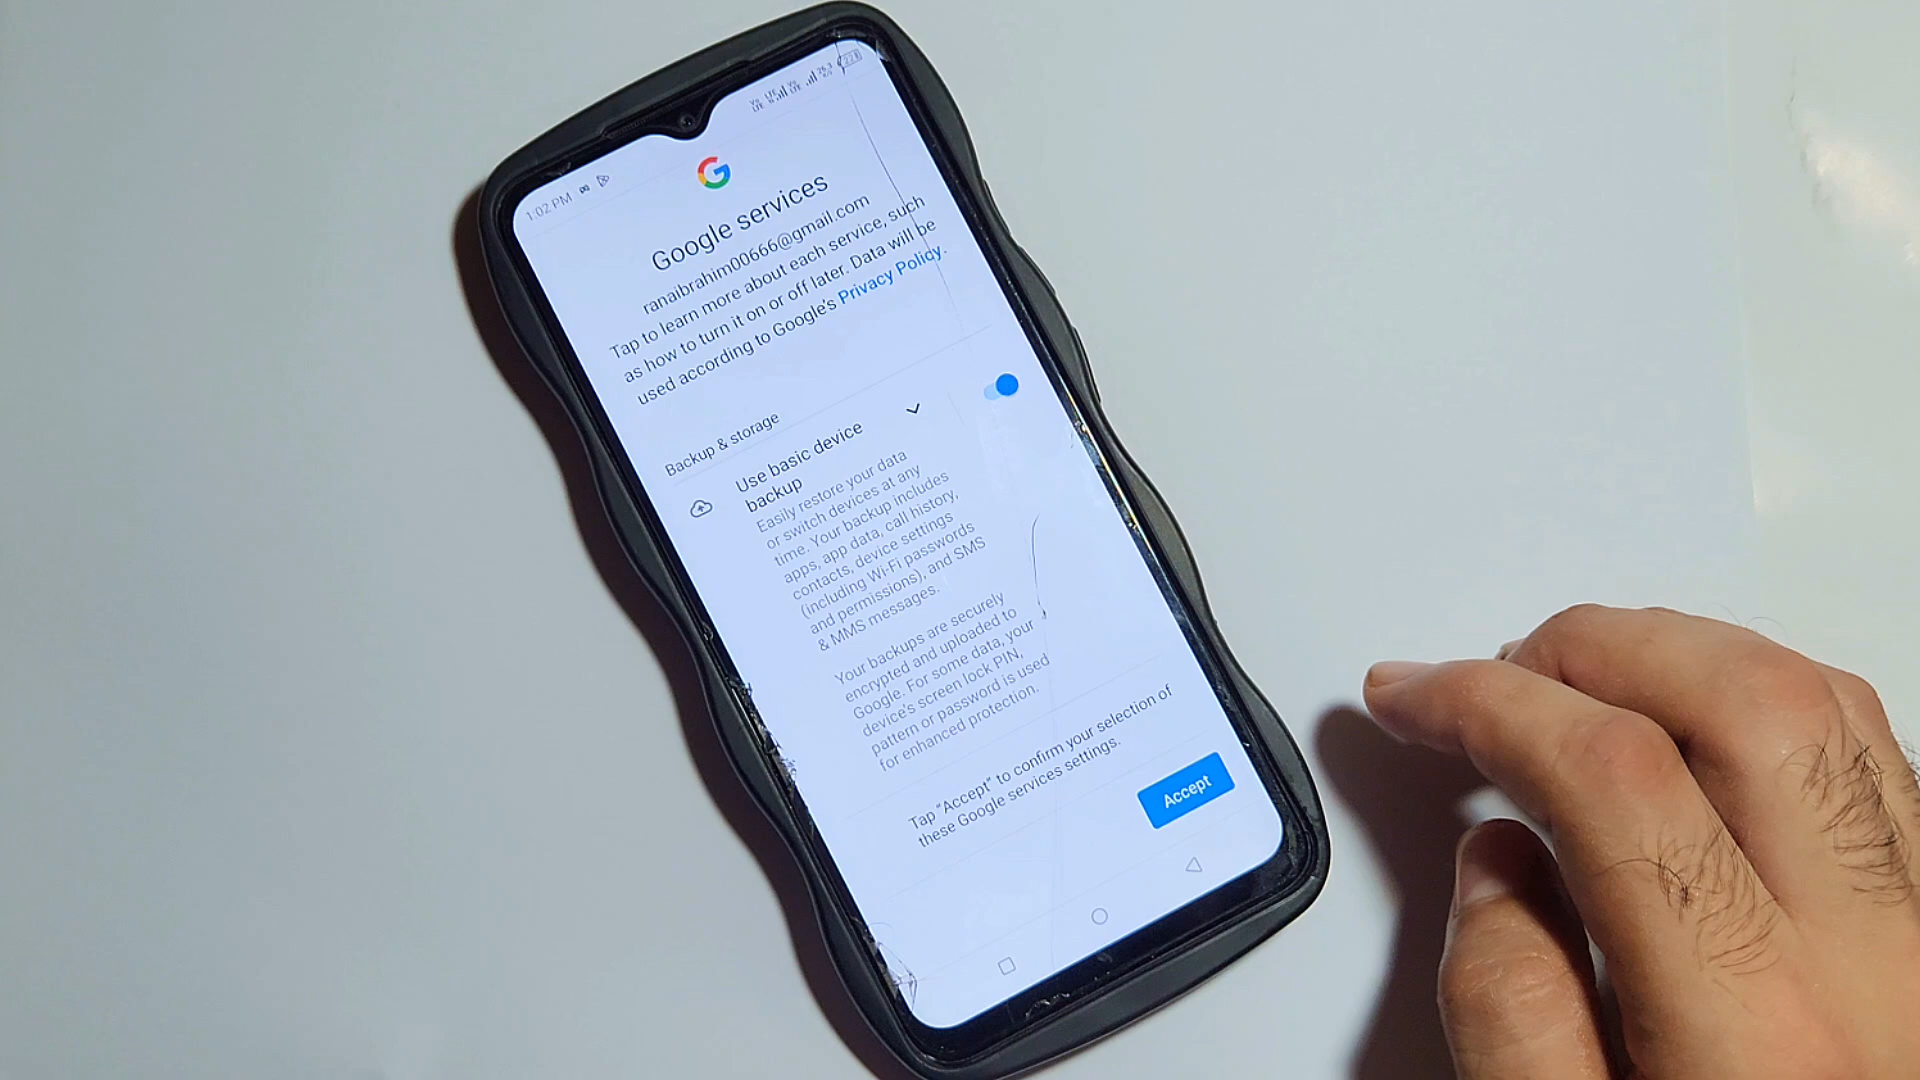 1:02 PM
Google services
ranaibrahim00666@gmail.com
Tap to learn more about each service, such
as how to turn it on or off later. Data will be
used according to Google's Privacy Policy.
Backup & storage
Use basic device
backup
Easily restore your data
or switch devices at any
time. Your backup includes
apps, app data, call history,
contacts, device settings
(including Wi-Fi passwords
and permissions), and SMS
& MMS messages.
Your backups are securely
encrypted and uploaded to
Google. For some data, your
device's screen lock PIN,
pattern or password is used
for enhanced protection.
Tap "Accept" to confirm your selection of
these Google services settings.
Accept